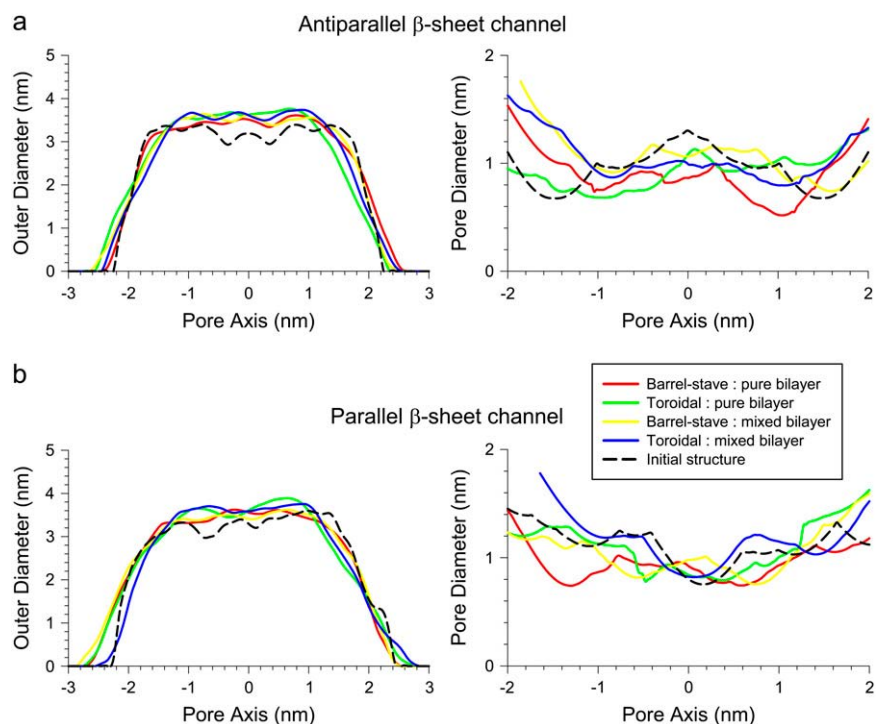 a
Antiparallel β-sheet channel
Outer Diameter (nm)
5
4
3
2
1
0
-3 -2 -1 0 1 2 3
Pore Axis (nm)
Pore Diameter (nm)
2
1
0
-2 -1 0 1 2
Pore Axis (nm)
b
Parallel β-sheet channel
Barrel-stave : pure bilayer
Toroidal : pure bilayer
Barrel-stave : mixed bilayer
Toroidal : mixed bilayer
Initial structure
Outer Diameter (nm)
5
4
3
2
1
0
-3 -2 -1 0 1 2 3
Pore Axis (nm)
Pore Diameter (nm)
2
1
0
-2 -1 0 1 2
Pore Axis (nm)